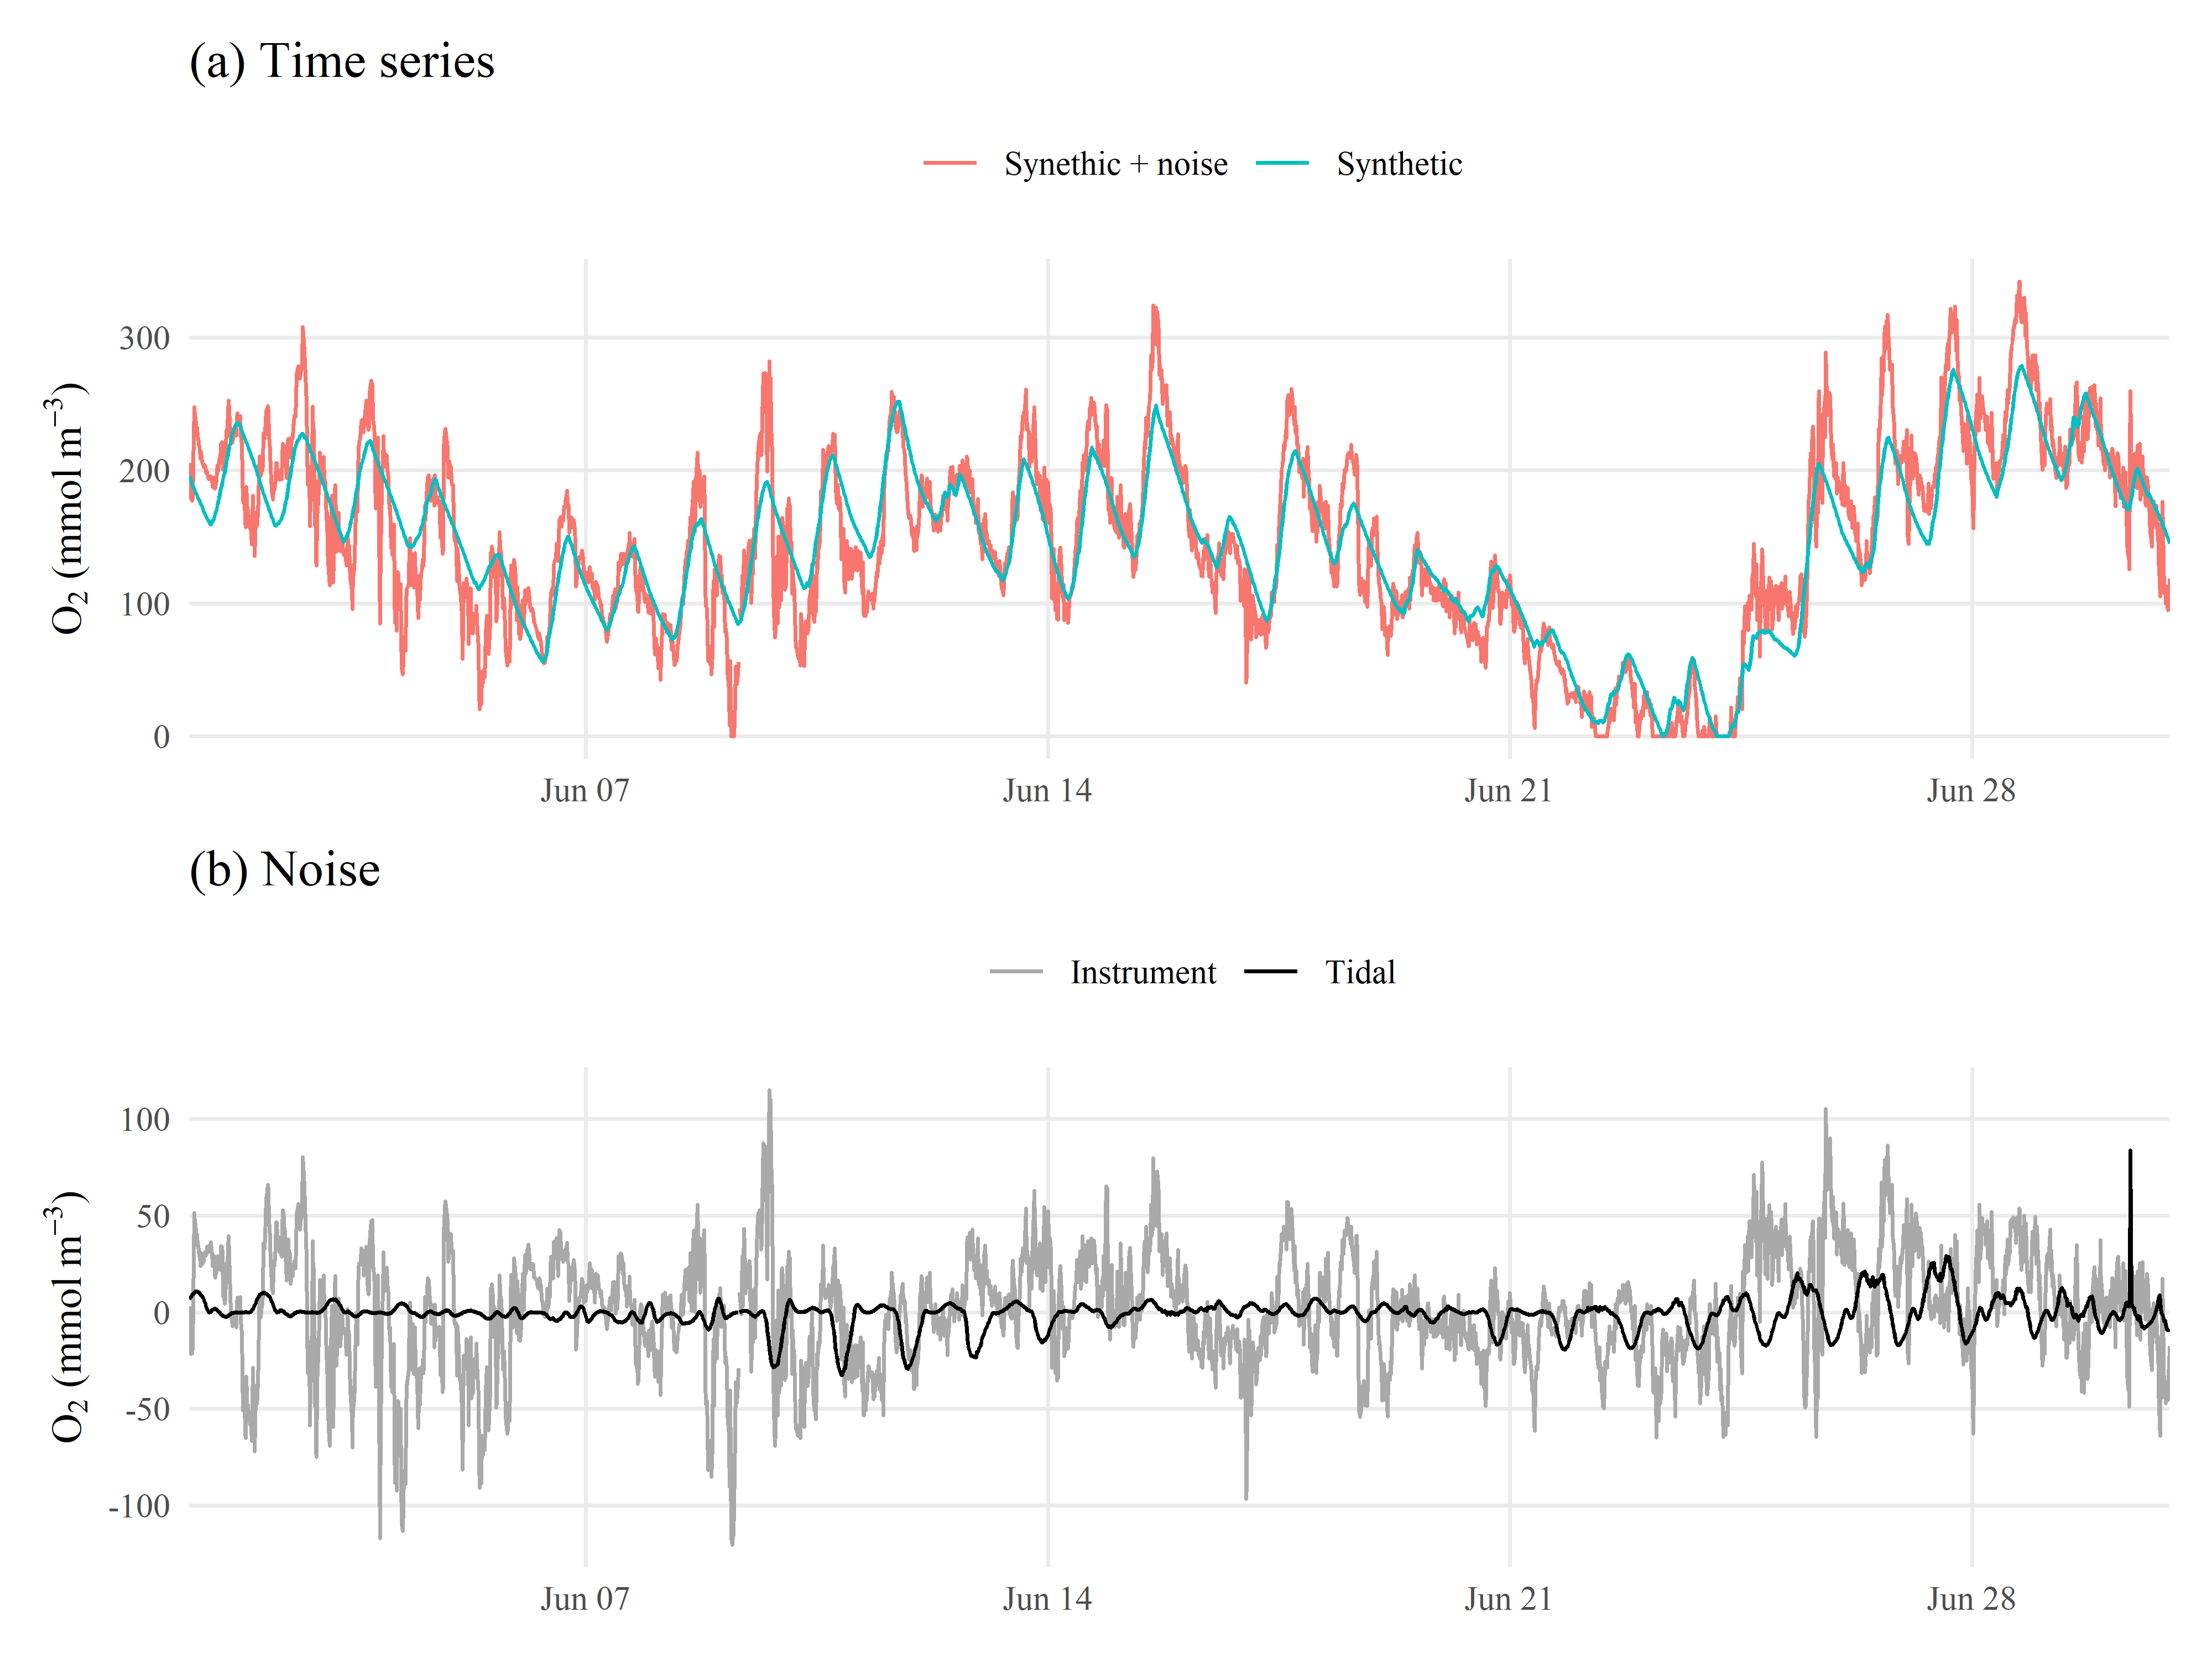 (a) Time series
Synethic + noise Synthetic
O₂ (mmol m⁻³)
300
200
100
0
Jun 07 Jun 14 Jun 21 Jun 28
(b) Noise
Instrument Tidal
O₂ (mmol m⁻³)
100
50
0
-50
-100
Jun 07 Jun 14 Jun 21 Jun 28